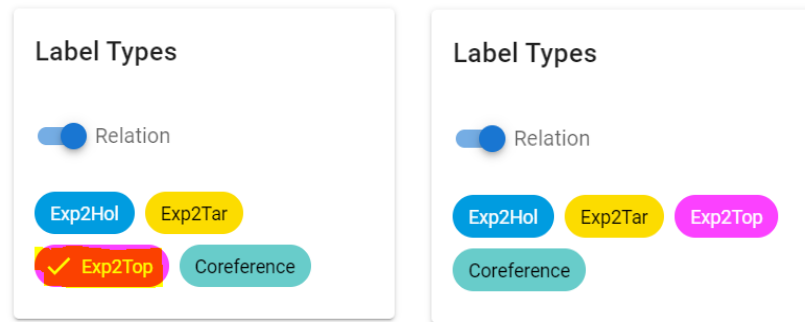 Label Types
Relation
Exp2Hol Exp2Tar
Exp2Top Coreference
Label Types
Relation
Exp2Hol Exp2Tar Exp2Top
Coreference